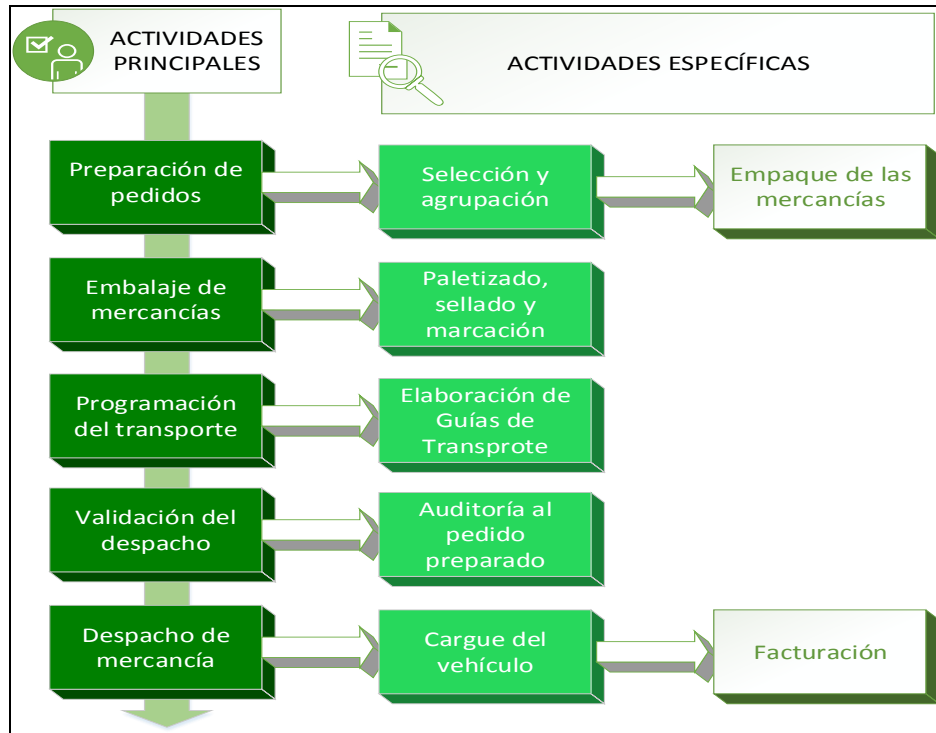 ACTIVIDADES
PRINCIPALES
ACTIVIDADES ESPECÍFICAS
Preparación de
pedidos
Selección y
agrupación
Empaque de las
mercancías
Embalaje de
mercancías
Paletizado,
sellado y
marcación
Programación
del transporte
Elaboración de
Guías de
Transprote
Validación del
despacho
Auditoría al
pedido
preparado
Despacho de
mercancía
Cargue del
vehículo
Facturación